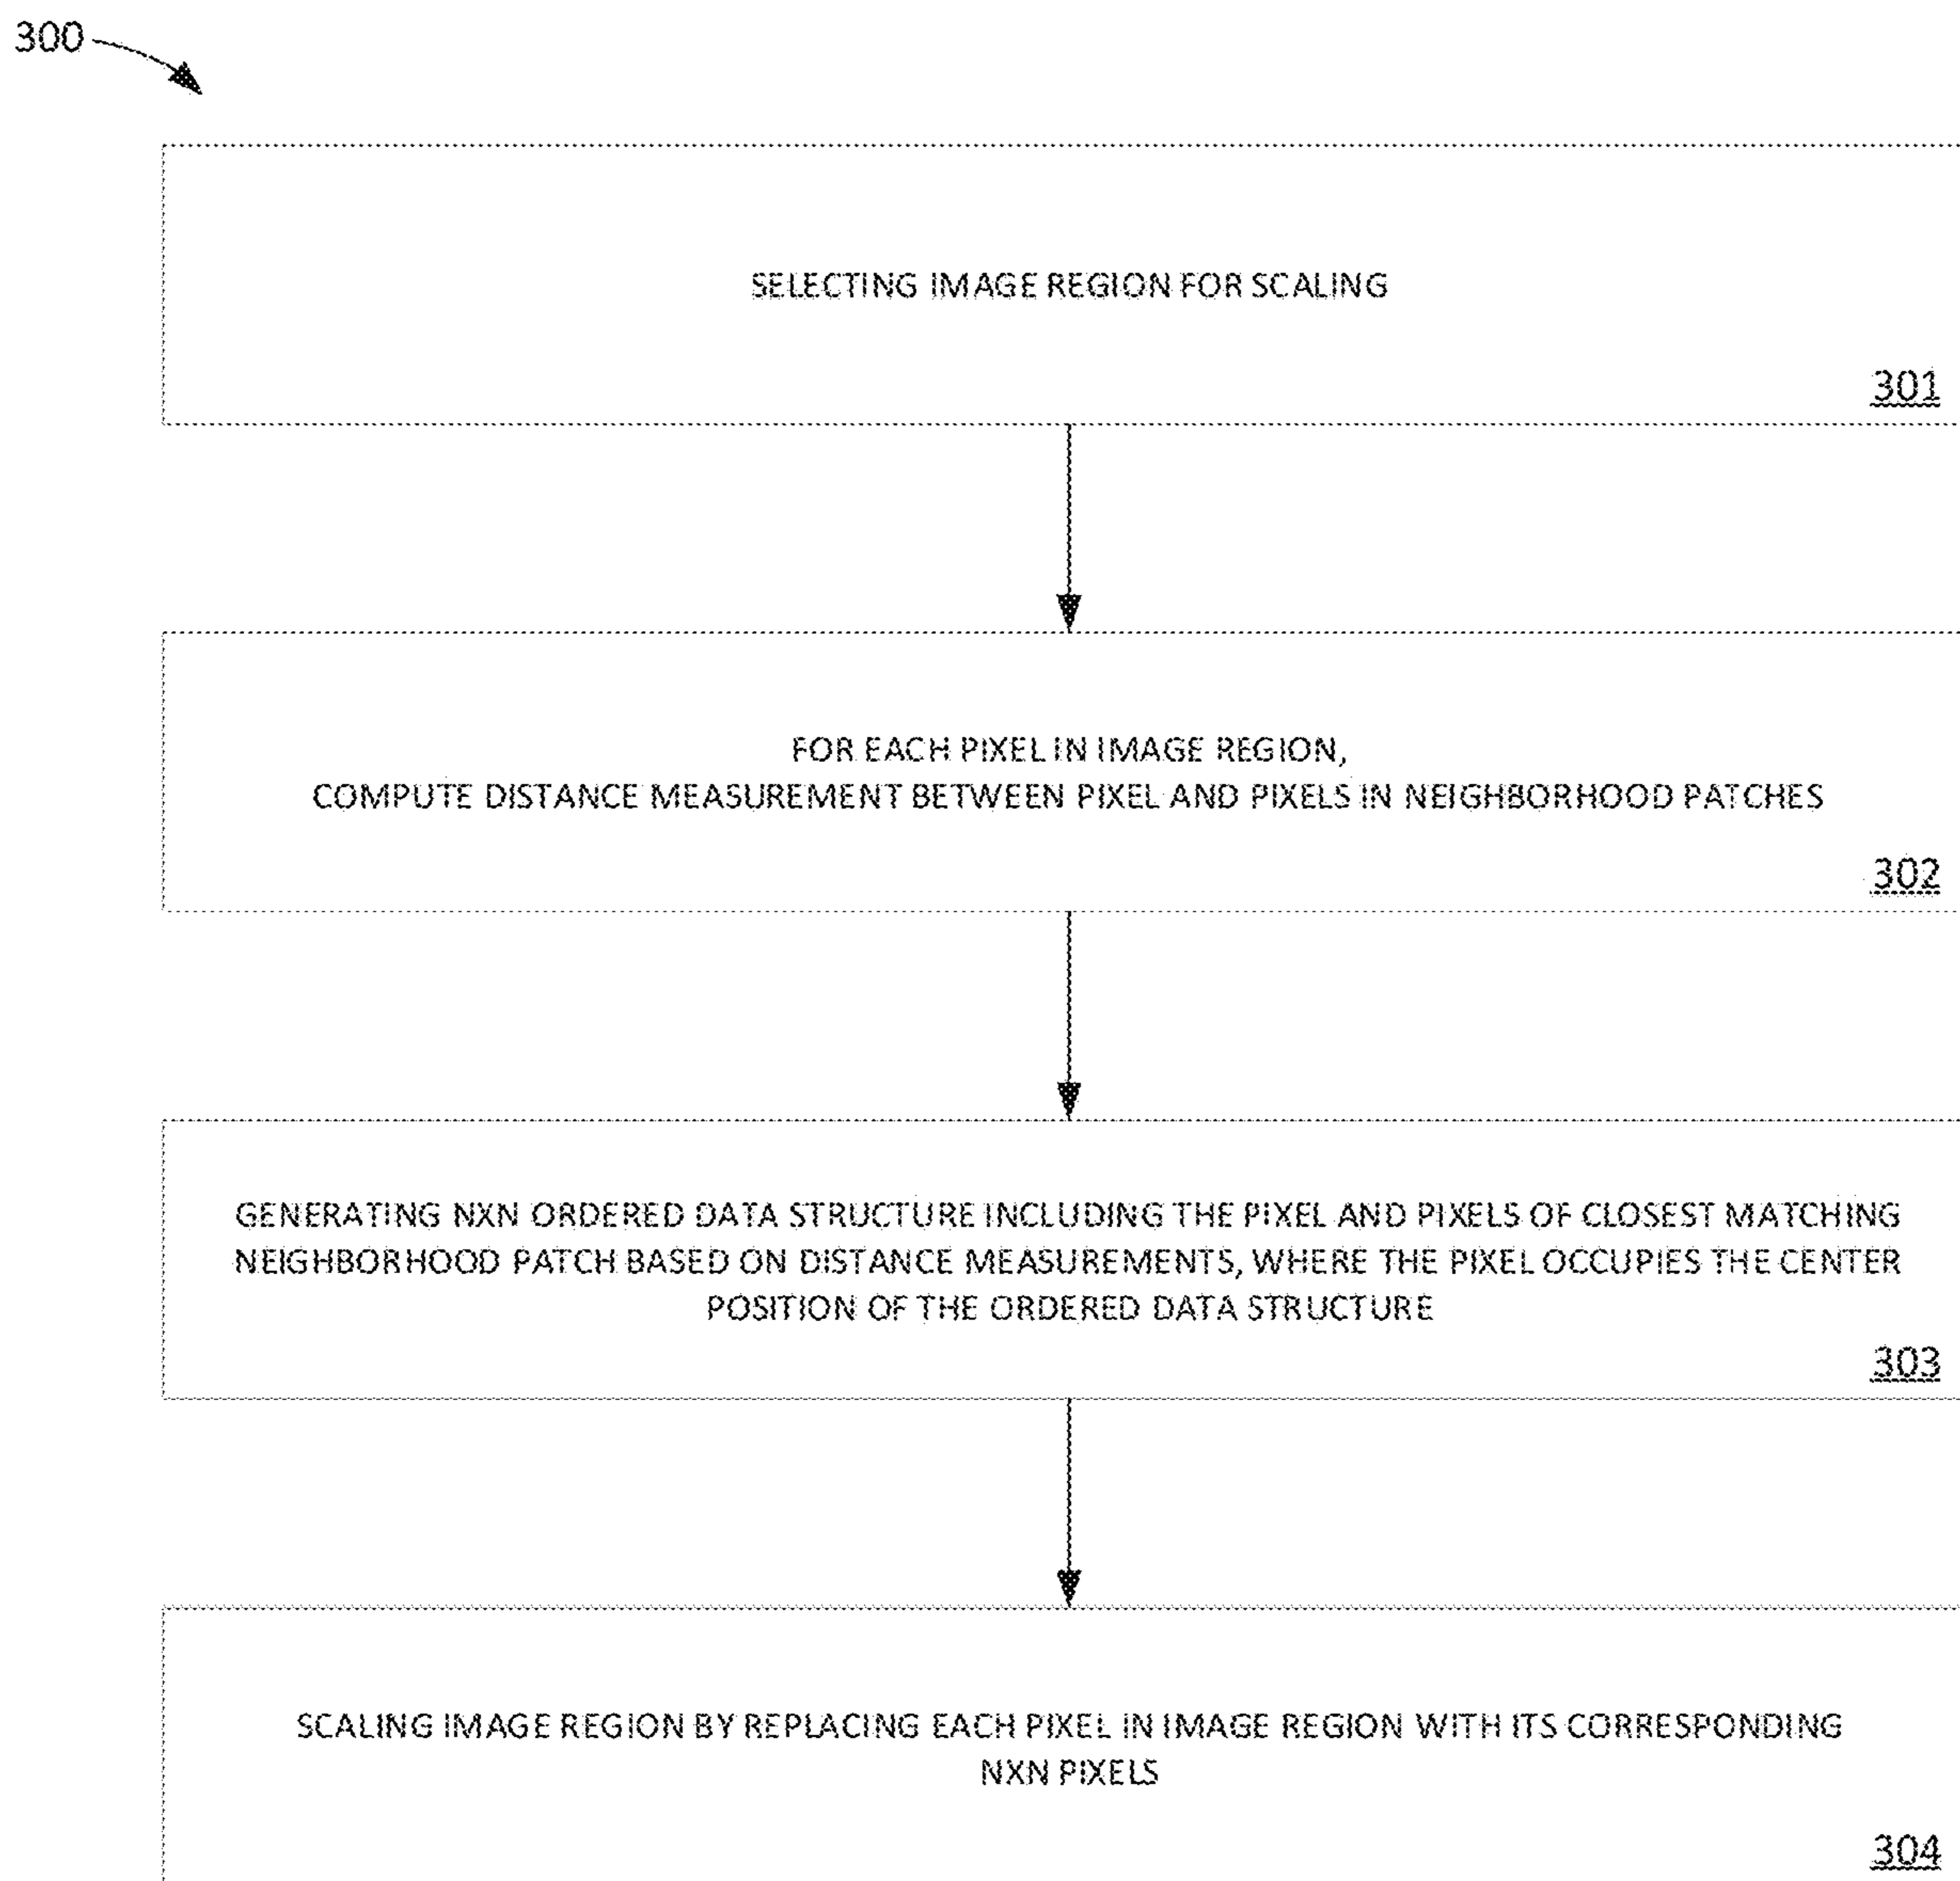 300
SELECTING IMAGE REGION FOR SCALING
301
FOR EACH PIXEL IN IMAGE REGION,
COMPUTE DISTANCE MEASUREMENT BETWEEN PIXEL AND PIXELS IN NEIGHBORHOOD PATCHES
302
GENERATING NXN ORDERED DATA STRUCTURE INCLUDING THE PIXEL AND PIXELS OF CLOSEST MATCHING
NEIGHBORHOOD PATCH BASED ON DISTANCE MEASUREMENTS, WHERE THE PIXEL OCCUPIES THE CENTER
POSITION OF THE ORDERED DATA STRUCTURE
303
SCALING IMAGE REGION BY REPLACING EACH PIXEL IN IMAGE REGION WITH ITS CORRESPONDING
NXN PIXELS
304